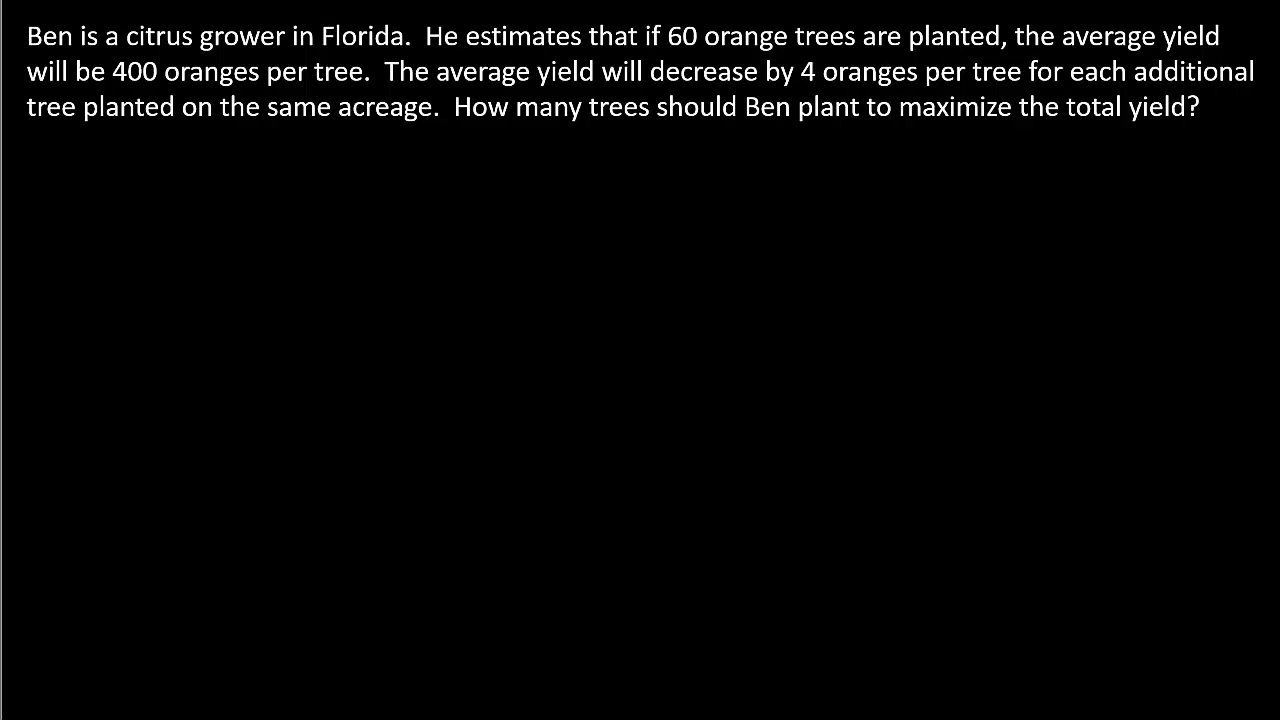 Ben is a citrus grower in Florida.  He estimates that if 60 orange trees are planted, the average yield
will be 400 oranges per tree.  The average yield will decrease by 4 oranges per tree for each additional
tree planted on the same acreage.  How many trees should Ben plant to maximize the total yield?